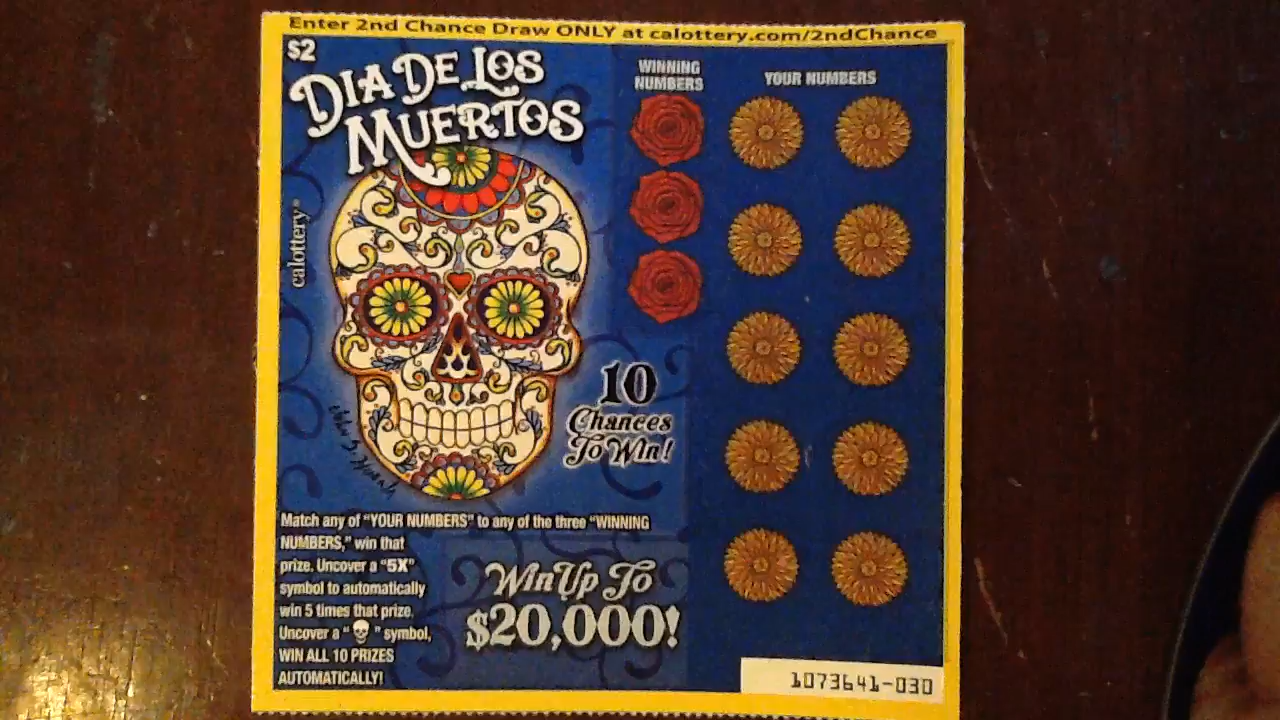 Enter 2nd Chance Draw ONLY at calottery.com/2ndChance
$2
DIA DE LOS
MUERTOS
calottery®
WINNING
NUMBERS
YOUR NUMBERS
10
Chances
To Win!
Match any of “YOUR NUMBERS” to any of the three “WINNING
NUMBERS,” win that
prize. Uncover a “5X”
symbol to automatically
win 5 times that prize.
Uncover a “ ” symbol,
WIN ALL 10 PRIZES
AUTOMATICALLY!
Win Up To
$20,000!
1073641-030